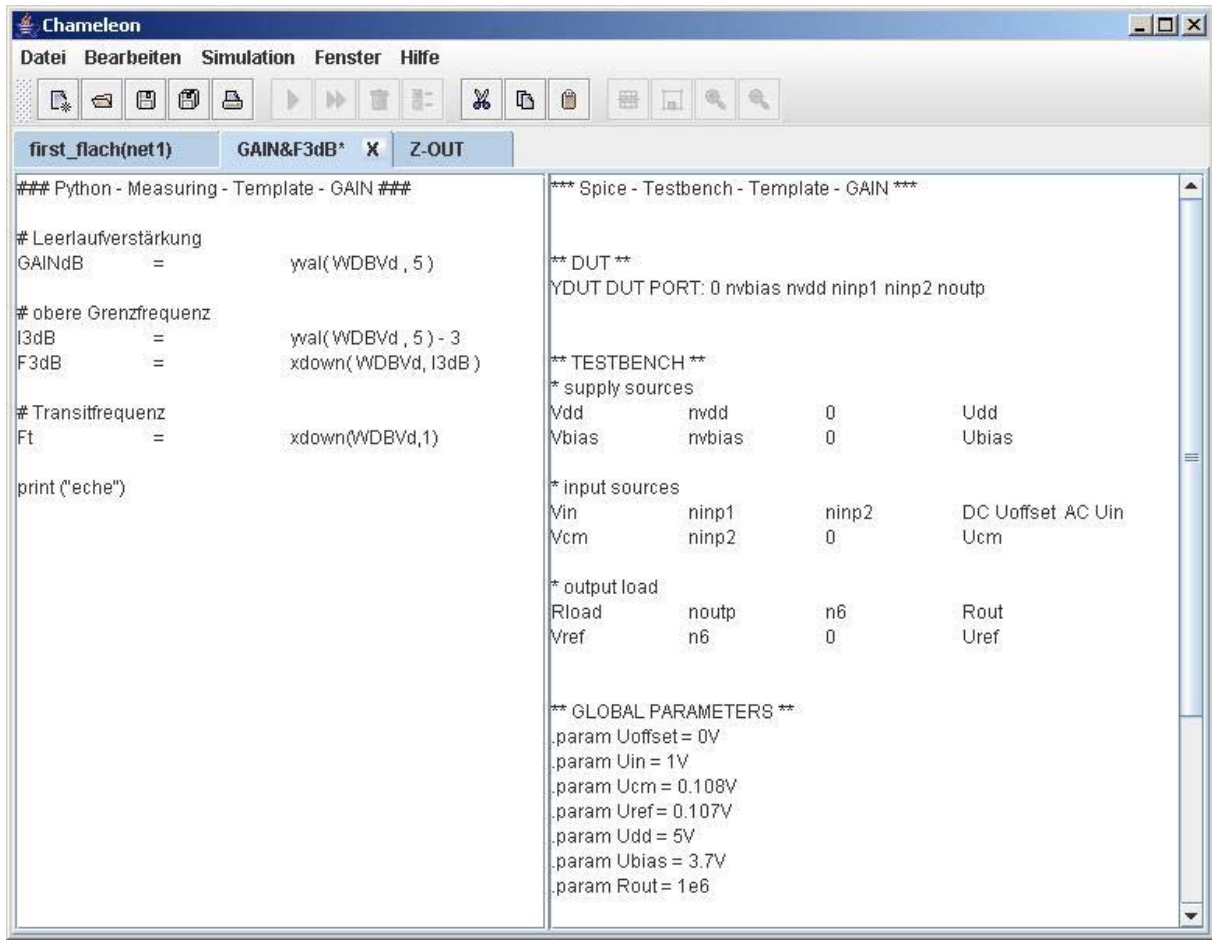 Chameleon
Datei Bearbeiten Simulation Fenster Hilfe
first_flach(net1) GAIN&F3dB* X Z-OUT
### Python - Measuring - Template - GAIN ###
# Leerlaufverstärkung
GAINdB = yval( WDBVd , 5 )
# obere Grenzfrequenz
I3dB = yval( WDBVd , 5 ) - 3
F3dB = xdown( WDBVd, I3dB )
# Transitfrequenz
Ft = xdown(WDBVd,1)
print ("eche")
*** Spice - Testbench - Template - GAIN ***
** DUT **
YDUT DUT PORT: 0 nvbias nvdd ninp1 ninp2 noutp
** TESTBENCH **
* supply sources
Vdd nvdd 0 Udd
Vbias nvbias 0 Ubias
* input sources
Vin ninp1 ninp2 DC Uoffset AC Uin
Vcm ninp2 0 Ucm
* output load
Rload noutp n6 Rout
Vref n6 0 Uref
** GLOBAL PARAMETERS **
.param Uoffset = 0V
.param Uin = 1V
.param Ucm = 0.108V
.param Uref = 0.107V
.param Udd = 5V
.param Ubias = 3.7V
.param Rout = 1e6